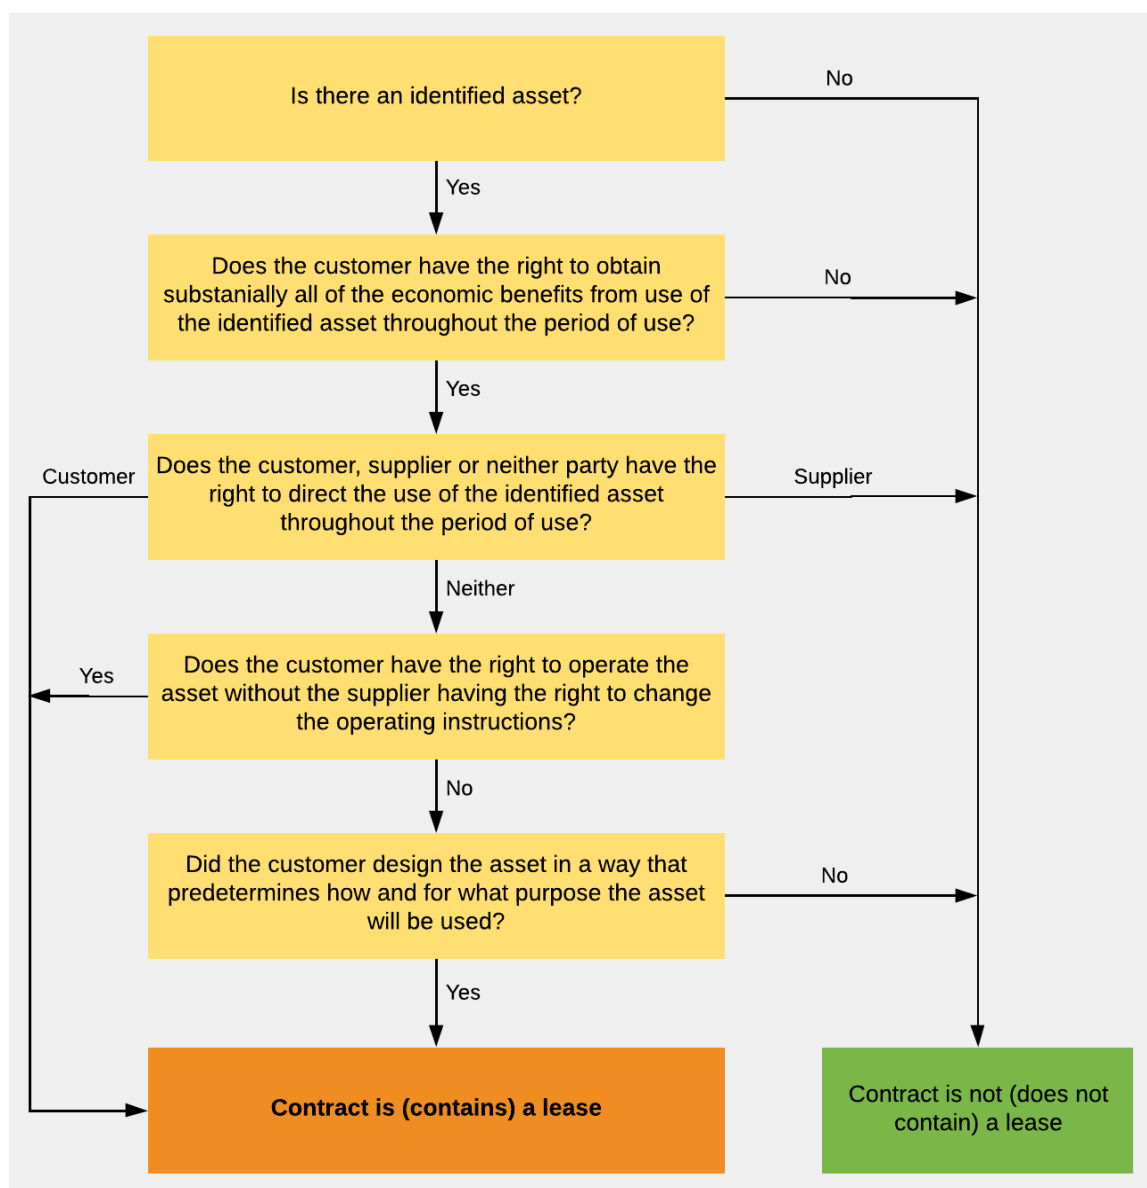 Is there an identified asset?
No
Yes
Does the customer have the right to obtain
substanially all of the economic benefits from use of
the identified asset throughout the period of use?
No
Yes
Customer
Does the customer, supplier or neither party have the
right to direct the use of the identified asset
throughout the period of use?
Supplier
Neither
Yes
Does the customer have the right to operate the
asset without the supplier having the right to change
the operating instructions?
No
Did the customer design the asset in a way that
predetermines how and for what purpose the asset
will be used?
No
Yes
Contract is (contains) a lease
Contract is not (does not
contain) a lease